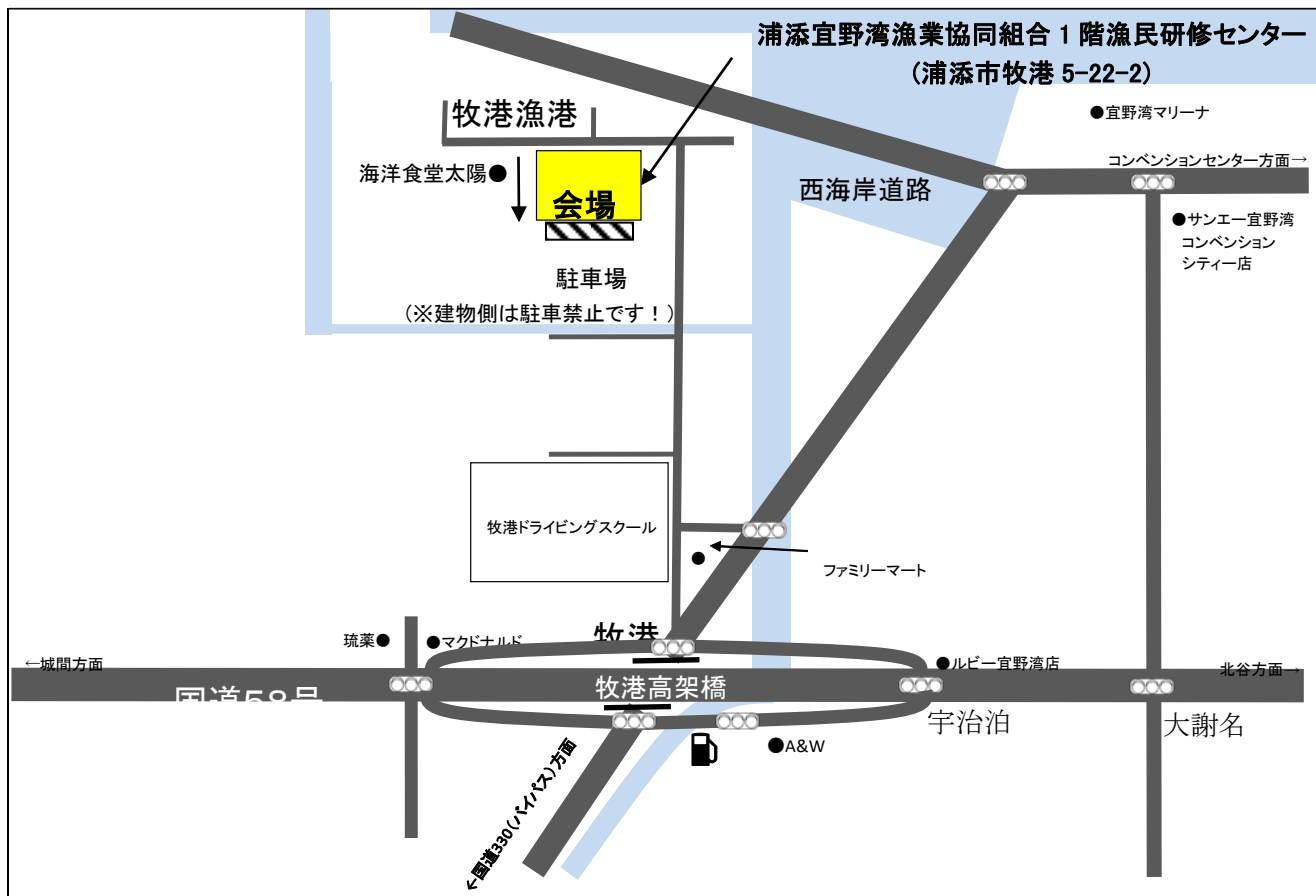 浦添宜野湾漁業協同組合 1 階漁民研修センター
(浦添市牧港 5-22-2)
牧港漁港
●宜野湾マリーナ
コンベンションセンター方面→
海洋食堂太陽●
会場
西海岸道路
●サンエー宜野湾
コンベンション
シティー店
駐車場
(※建物側は駐車禁止です！)
牧港ドライビングスクール
ファミリーマート
琉薬●
●マクドナルド
牧港
←城間方面
●ルビー宜野湾店
北谷方面→
国道58号
牧港高架橋
宇治泊
大謝名
●A&W
←国道330(バイパス)方面